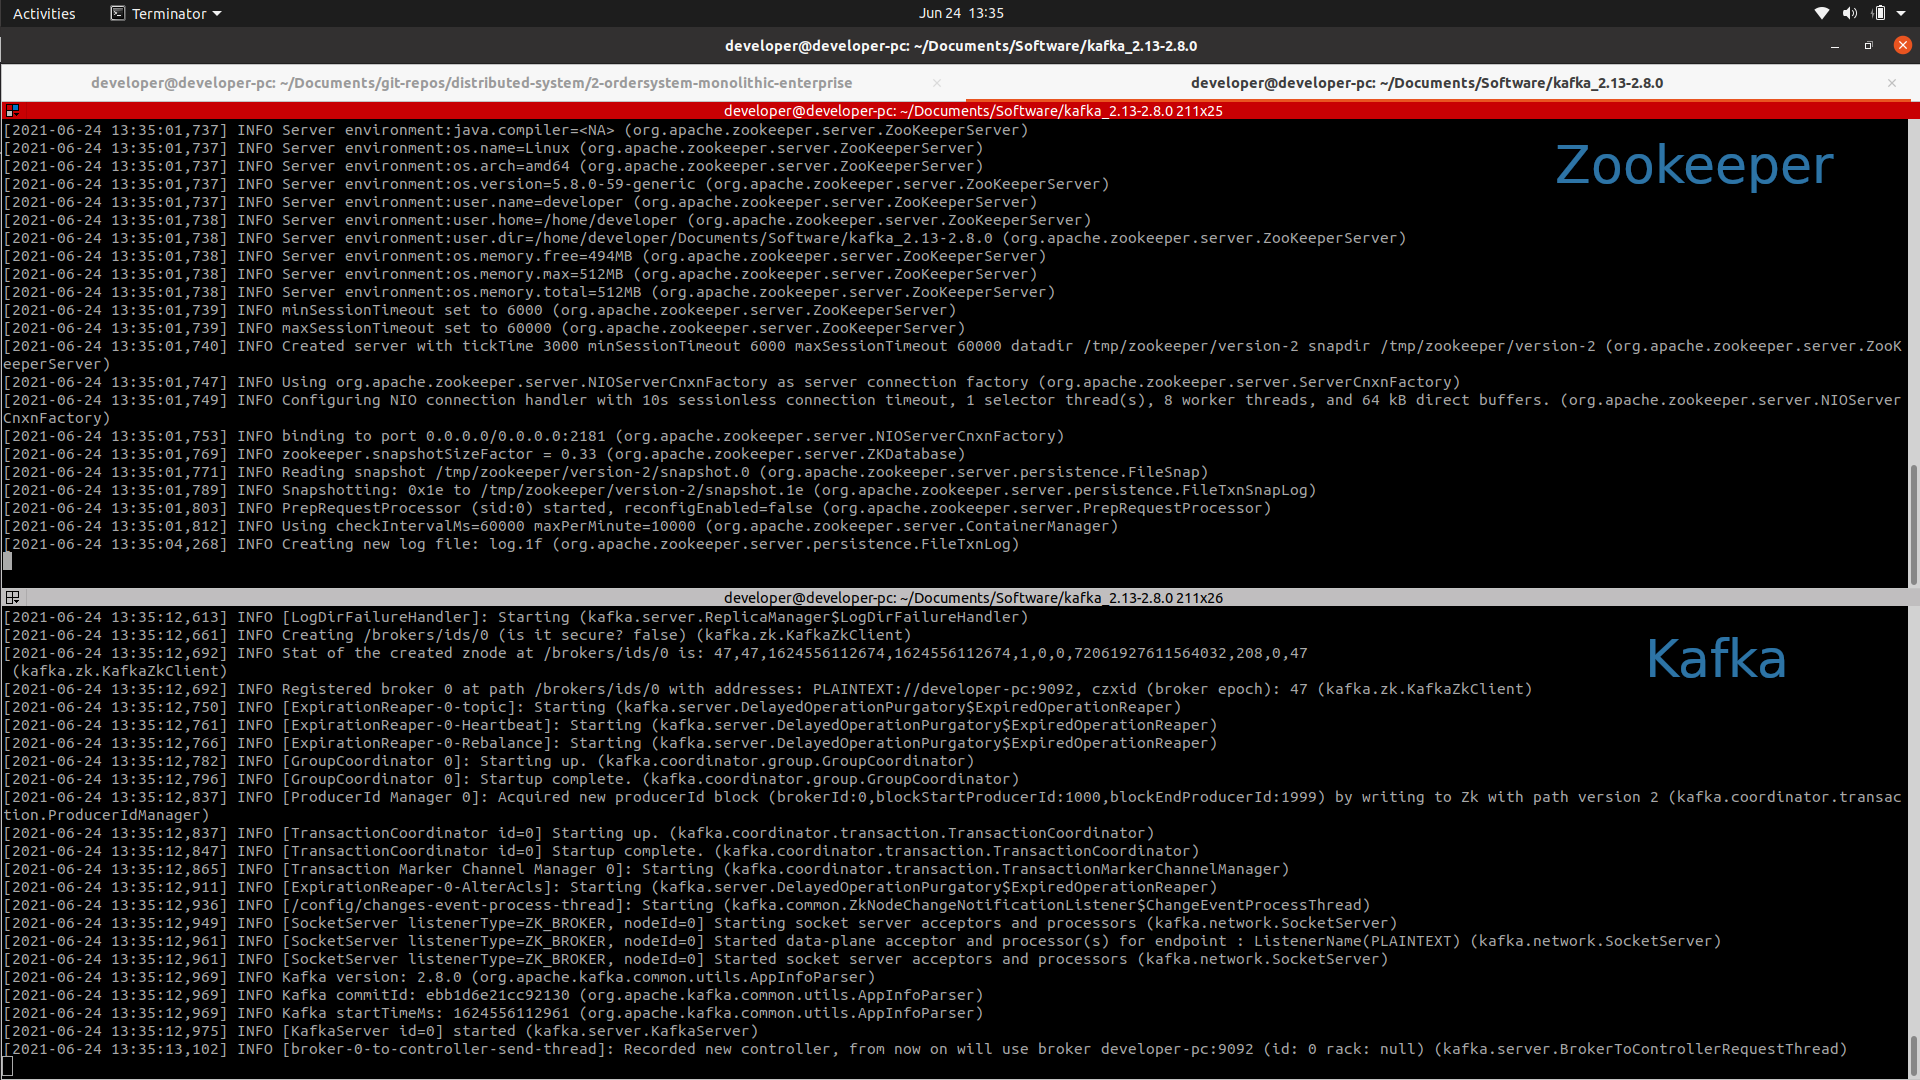 Activities
Terminator
Jun 24 13:35
developer@developer-pc: ~/Documents/Software/kafka_2.13-2.8.0
developer@developer-pc: ~/Documents/git-repos/distributed-system/2-ordersystem-monolithic-enterprise
developer@developer-pc: ~/Documents/Software/kafka_2.13-2.8.0
developer@developer-pc: ~/Documents/Software/kafka_2.13-2.8.0 211x25
Zookeeper
[2021-06-24 13:35:01,737] INFO Server environment:java.compiler=<NA> (org.apache.zookeeper.server.ZooKeeperServer)
[2021-06-24 13:35:01,737] INFO Server environment:os.name=Linux (org.apache.zookeeper.server.ZooKeeperServer)
[2021-06-24 13:35:01,737] INFO Server environment:os.arch=amd64 (org.apache.zookeeper.server.ZooKeeperServer)
[2021-06-24 13:35:01,737] INFO Server environment:os.version=5.8.0-59-generic (org.apache.zookeeper.server.ZooKeeperServer)
[2021-06-24 13:35:01,737] INFO Server environment:user.name=developer (org.apache.zookeeper.server.ZooKeeperServer)
[2021-06-24 13:35:01,738] INFO Server environment:user.home=/home/developer (org.apache.zookeeper.server.ZooKeeperServer)
[2021-06-24 13:35:01,738] INFO Server environment:user.dir=/home/developer/Documents/Software/kafka_2.13-2.8.0 (org.apache.zookeeper.server.ZooKeeperServer)
[2021-06-24 13:35:01,738] INFO Server environment:os.memory.free=494MB (org.apache.zookeeper.server.ZooKeeperServer)
[2021-06-24 13:35:01,738] INFO Server environment:os.memory.max=512MB (org.apache.zookeeper.server.ZooKeeperServer)
[2021-06-24 13:35:01,738] INFO Server environment:os.memory.total=512MB (org.apache.zookeeper.server.ZooKeeperServer)
[2021-06-24 13:35:01,739] INFO minSessionTimeout set to 6000 (org.apache.zookeeper.server.ZooKeeperServer)
[2021-06-24 13:35:01,739] INFO maxSessionTimeout set to 60000 (org.apache.zookeeper.server.ZooKeeperServer)
[2021-06-24 13:35:01,740] INFO Created server with tickTime 3000 minSessionTimeout 6000 maxSessionTimeout 60000 datadir /tmp/zookeeper/version-2 snapdir /tmp/zookeeper/version-2 (org.apache.zookeeper.server.ZooK
eeperServer)
[2021-06-24 13:35:01,747] INFO Using org.apache.zookeeper.server.NIOServerCnxnFactory as server connection factory (org.apache.zookeeper.server.ServerCnxnFactory)
[2021-06-24 13:35:01,749] INFO Configuring NIO connection handler with 10s sessionless connection timeout, 1 selector thread(s), 8 worker threads, and 64 kB direct buffers. (org.apache.zookeeper.server.NIOServer
CnxnFactory)
[2021-06-24 13:35:01,753] INFO binding to port 0.0.0.0/0.0.0.0:2181 (org.apache.zookeeper.server.NIOServerCnxnFactory)
[2021-06-24 13:35:01,769] INFO zookeeper.snapshotSizeFactor = 0.33 (org.apache.zookeeper.server.ZKDatabase)
[2021-06-24 13:35:01,771] INFO Reading snapshot /tmp/zookeeper/version-2/snapshot.0 (org.apache.zookeeper.server.persistence.FileSnap)
[2021-06-24 13:35:01,789] INFO Snapshotting: 0x1e to /tmp/zookeeper/version-2/snapshot.1e (org.apache.zookeeper.server.persistence.FileTxnSnapLog)
[2021-06-24 13:35:01,803] INFO PrepRequestProcessor (sid:0) started, reconfigEnabled=false (org.apache.zookeeper.server.PrepRequestProcessor)
[2021-06-24 13:35:01,812] INFO Using checkIntervalMs=60000 maxPerMinute=10000 (org.apache.zookeeper.server.ContainerManager)
[2021-06-24 13:35:04,268] INFO Creating new log file: log.1f (org.apache.zookeeper.server.persistence.FileTxnLog)
developer@developer-pc: ~/Documents/Software/kafka_2.13-2.8.0 211x26
Kafka
[2021-06-24 13:35:12,613] INFO [LogDirFailureHandler]: Starting (kafka.server.ReplicaManager$LogDirFailureHandler)
[2021-06-24 13:35:12,661] INFO Creating /brokers/ids/0 (is it secure? false) (kafka.zk.KafkaZkClient)
[2021-06-24 13:35:12,692] INFO Stat of the created znode at /brokers/ids/0 is: 47,47,1624556112674,1624556112674,1,0,0,72061927611564032,208,0,47
(kafka.zk.KafkaZkClient)
[2021-06-24 13:35:12,692] INFO Registered broker 0 at path /brokers/ids/0 with addresses: PLAINTEXT://developer-pc:9092, czxid (broker epoch): 47 (kafka.zk.KafkaZkClient)
[2021-06-24 13:35:12,750] INFO [ExpirationReaper-0-topic]: Starting (kafka.server.DelayedOperationPurgatory$ExpiredOperationReaper)
[2021-06-24 13:35:12,761] INFO [ExpirationReaper-0-Heartbeat]: Starting (kafka.server.DelayedOperationPurgatory$ExpiredOperationReaper)
[2021-06-24 13:35:12,766] INFO [ExpirationReaper-0-Rebalance]: Starting (kafka.server.DelayedOperationPurgatory$ExpiredOperationReaper)
[2021-06-24 13:35:12,782] INFO [GroupCoordinator 0]: Starting up. (kafka.coordinator.group.GroupCoordinator)
[2021-06-24 13:35:12,796] INFO [GroupCoordinator 0]: Startup complete. (kafka.coordinator.group.GroupCoordinator)
[2021-06-24 13:35:12,837] INFO [ProducerId Manager 0]: Acquired new producerId block (brokerId:0,blockStartProducerId:1000,blockEndProducerId:1999) by writing to Zk with path version 2 (kafka.coordinator.transac
tion.ProducerIdManager)
[2021-06-24 13:35:12,837] INFO [TransactionCoordinator id=0] Starting up. (kafka.coordinator.transaction.TransactionCoordinator)
[2021-06-24 13:35:12,847] INFO [TransactionCoordinator id=0] Startup complete. (kafka.coordinator.transaction.TransactionCoordinator)
[2021-06-24 13:35:12,865] INFO [Transaction Marker Channel Manager 0]: Starting (kafka.coordinator.transaction.TransactionMarkerChannelManager)
[2021-06-24 13:35:12,911] INFO [ExpirationReaper-0-AlterAcls]: Starting (kafka.server.DelayedOperationPurgatory$ExpiredOperationReaper)
[2021-06-24 13:35:12,936] INFO [/config/changes-event-process-thread]: Starting (kafka.common.ZkNodeChangeNotificationListener$ChangeEventProcessThread)
[2021-06-24 13:35:12,949] INFO [SocketServer listenerType=ZK_BROKER, nodeId=0] Starting socket server acceptors and processors (kafka.network.SocketServer)
[2021-06-24 13:35:12,961] INFO [SocketServer listenerType=ZK_BROKER, nodeId=0] Started data-plane acceptor and processor(s) for endpoint : ListenerName(PLAINTEXT) (kafka.network.SocketServer)
[2021-06-24 13:35:12,961] INFO [SocketServer listenerType=ZK_BROKER, nodeId=0] Started socket server acceptors and processors (kafka.network.SocketServer)
[2021-06-24 13:35:12,969] INFO Kafka version: 2.8.0 (org.apache.kafka.common.utils.AppInfoParser)
[2021-06-24 13:35:12,969] INFO Kafka commitId: ebb1d6e21cc92130 (org.apache.kafka.common.utils.AppInfoParser)
[2021-06-24 13:35:12,969] INFO Kafka startTimeMs: 1624556112961 (org.apache.kafka.common.utils.AppInfoParser)
[2021-06-24 13:35:12,975] INFO [KafkaServer id=0] started (kafka.server.KafkaServer)
[2021-06-24 13:35:13,102] INFO [broker-0-to-controller-send-thread]: Recorded new controller, from now on will use broker developer-pc:9092 (id: 0 rack: null) (kafka.server.BrokerToControllerRequestThread)